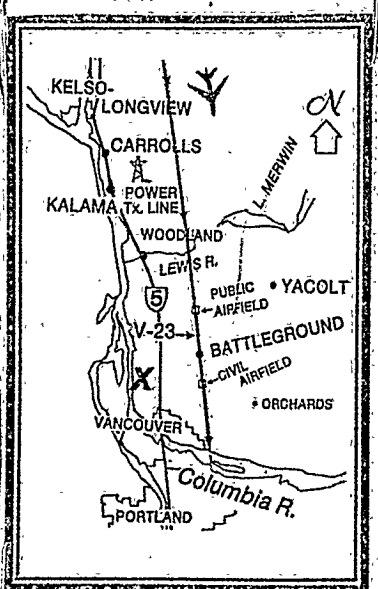 KELSO-
LONGVIEW
N
CARROLLS
POWER
KALAMA Tx. LINE
L. MERWIN
WOODLAND
LEWIS R.
5
PUBLIC
AIRFIELD
YACOLT
V-23
BATTLEGROUND
CIVIL
AIRFIELD
X
ORCHARDS
VANCOUVER
Columbia R.
PORTLAND